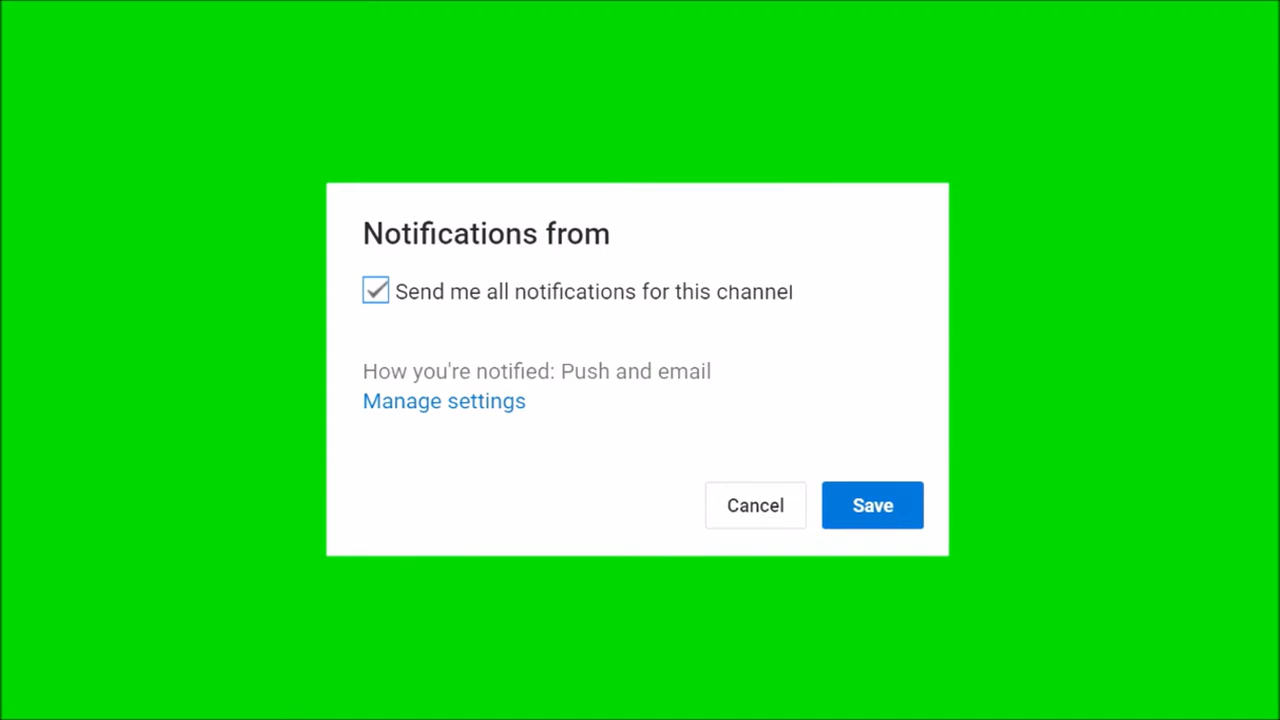 Notifications from
Send me all notifications for this channel
How you're notified: Push and email
Manage settings
Cancel Save